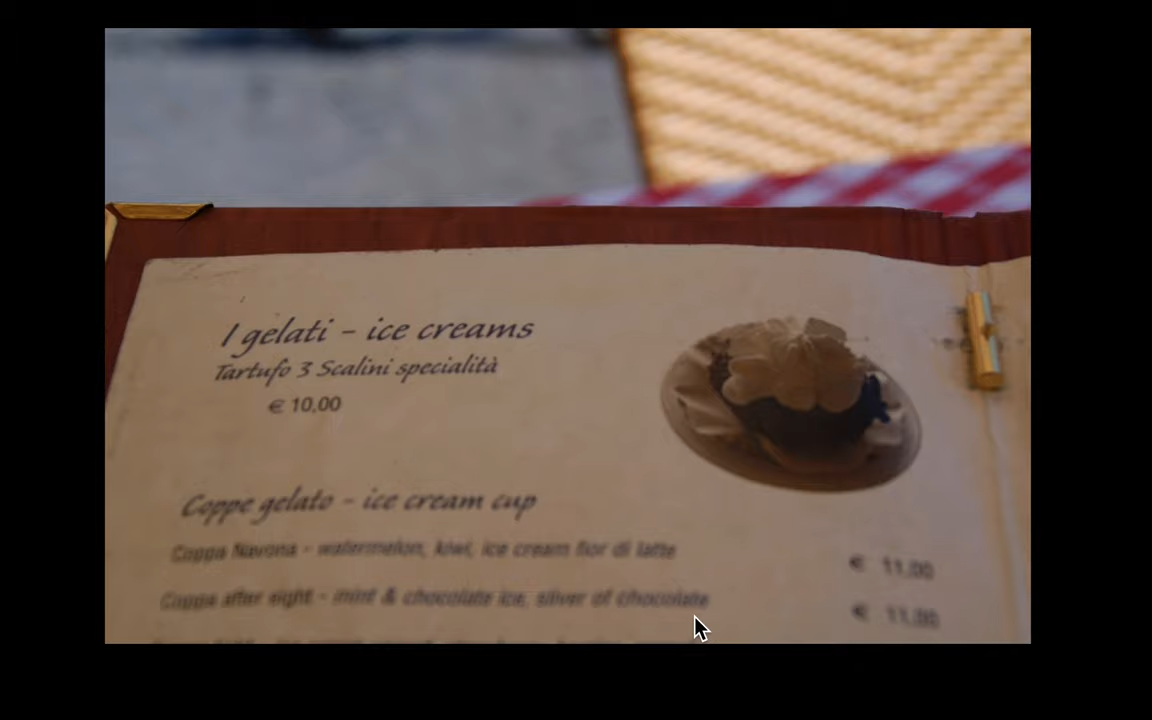 I gelati - ice creams
Tartufo 3 Scalini specialità
€ 10,00
Coppe gelato - ice cream cup
Coppa Navona - watermelon, kiwi, ice cream fior di latte
€ 11,00
Coppa after eight - mint & chocolate ice, sliver of chocolate
€ 11,00